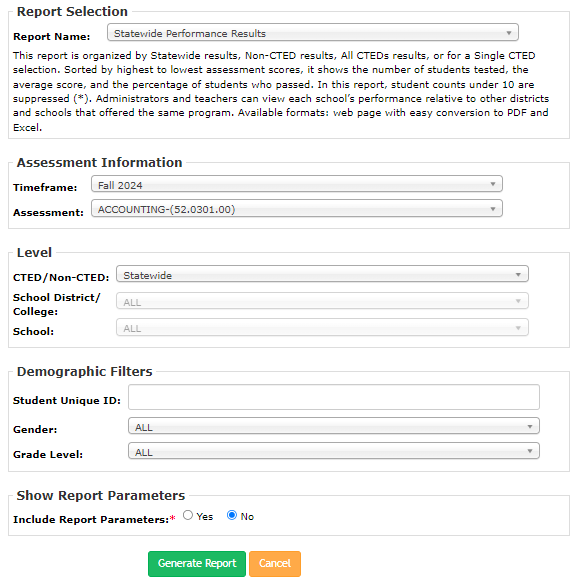 Report Selection
Report Name: Statewide Performance Results
This report is organized by Statewide results, Non-CTED results, All CTEDs results, or for a Single CTED
selection. Sorted by highest to lowest assessment scores, it shows the number of students tested, the
average score, and the percentage of students who passed. In this report, student counts under 10 are
suppressed (*). Administrators and teachers can view each school's performance relative to other districts
and schools that offered the same program. Available formats: web page with easy conversion to PDF and
Excel.
Assessment Information
Timeframe: Fall 2024
Assessment: ACCOUNTING-(52.0301.00)
Level
CTED/Non-CTED: Statewide
School District/
College: ALL
School: ALL
Demographic Filters
Student Unique ID:
Gender: ALL
Grade Level: ALL
Show Report Parameters
Include Report Parameters:* Yes No
Generate Report Cancel